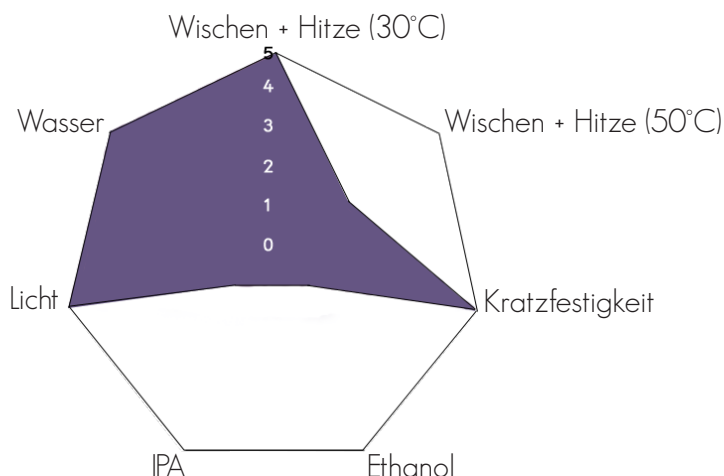 Wischen + Hitze (30°C)
5
4
Wasser
3
Wischen + Hitze (50°C)
2
1
0
Licht
Kratzfestigkeit
IPA
Ethanol